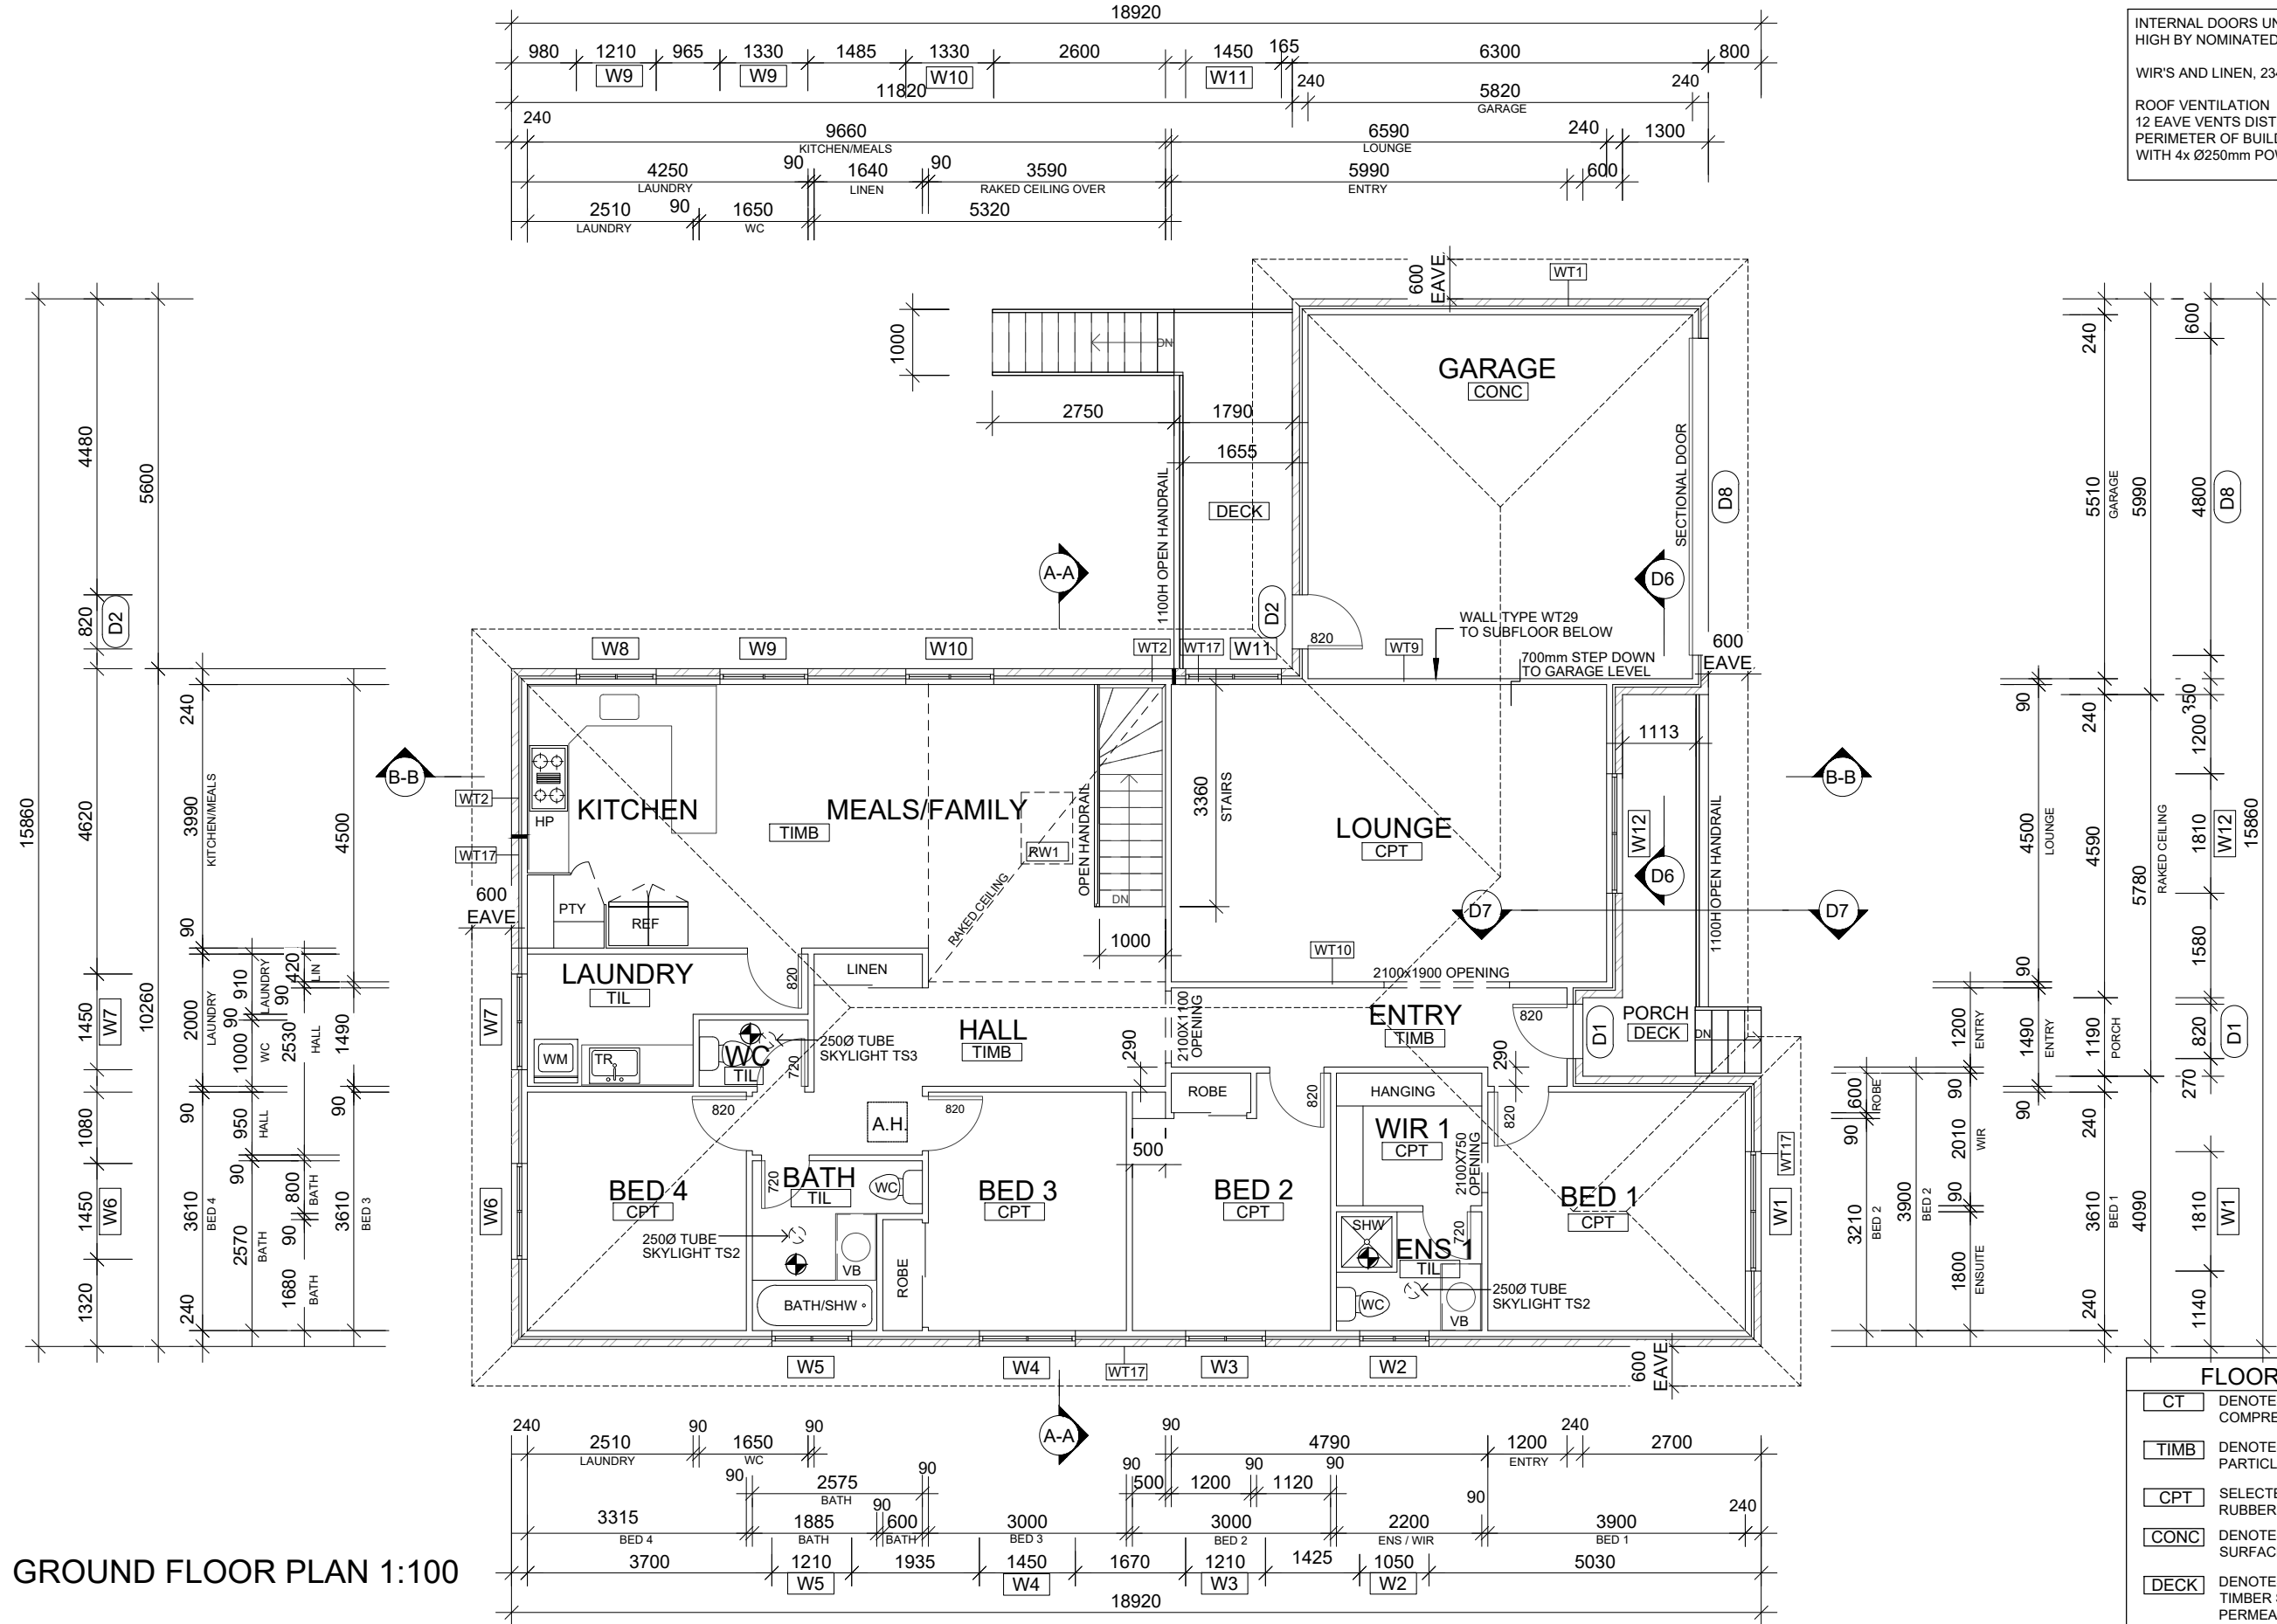 18920
980 1210 965 1330 1485 1330 2600 1450 165 6300 800
W9 W9 W10 W11
11820 240 5820 240
GARAGE
240 9660 6590 240 1300
KITCHEN/MEALS LOUNGE
4250 90 1640 90 3590 5990 600
LAUNDRY LINEN RAKED CEILING OVER ENTRY
2510 90 1650 5320
LAUNDRY WC
INTERNAL DOORS UN
HIGH BY NOMINATED
WIR'S AND LINEN, 234
ROOF VENTILATION
12 EAVE VENTS DIST
PERIMETER OF BUILD
WITH 4x Ø250mm POW
15860
4480
820 D2
4620
1450 W7
1080
1450 W6
1320
5600
10260
240
3990 KITCHEN/MEALS
90
2000 LAUNDRY
90
3610 BED 4
240
910 LAUNDRY
90
1000 WC
950 HALL
90
2570 BATH
420 LIN
90
2530 HALL
800 BATH
90
1680 BATH
4500
1490
90
3610 BED 3
600 EAVE
WT1
1000
DN
2750 1790
1655
DECK
1100H OPEN HANDRAIL
GARAGE
CONC
SECTIONAL DOOR
D8
D6
D2
820
WALL TYPE WT29
TO SUBFLOOR BELOW
700mm STEP DOWN
TO GARAGE LEVEL
600
EAVE
A-A
W8 W9 W10 WT2 WT17 W11 WT9
B-B
WT2
WT17
600
EAVE
HP
KITCHEN
MEALS/FAMILY
TIMB
RW1
RAKED CEILING
OPEN HANDRAIL
DN
3360 STAIRS
1000
LOUNGE
CPT
W12
1113
1100H OPEN HANDRAIL
D6
D7
D7
B-B
PTY
REF
WT10
2100x1900 OPENING
LAUNDRY
TIL
820
LINEN
W7
WM
TR
WC
TIL
720
250Ø TUBE
SKYLIGHT TS3
HALL
TIMB
2100X1100
OPENING
290
ENTRY
TIMB
820
D1
PORCH
DECK
DN
290
820
A.H.
820
ROBE
820
HANGING
WIR 1
CPT
2100X750
OPENING
820
500
WT17
W6
BED 4
CPT
720
BATH
TIL
WC
250Ø TUBE
SKYLIGHT TS2
VB
BATH/SHW
ROBE
BED 3
CPT
BED 2
CPT
SHW
ENS 1
TIL
720
WC
VB
250Ø TUBE
SKYLIGHT TS2
BED 1
CPT
W1
W5 W4 WT17 W3 W2
600
EAVE
A-A
600 ROBE
90
3210 BED 2
3900 BED 2
1200 ENTRY
90
2010 WIR
90
1800 ENSUITE
90
4500 LOUNGE
90
1490 ENTRY
90
240
5510 GARAGE
240
4590
1190 PORCH
240
3610 BED 1
240
5990
5780 RAKED CEILING
4090
600
4800 D8
350
1200
1810 W12
1580
820 D1
270
1810 W1
1140
15860
240 90 90 90 240
2510 1650 4790 1200 2700
LAUNDRY WC ENTRY
90 2575 90 90 500 1200 90 1120 90
BATH
3315 1885 90 600 3000 3000 2200 90 3900 240
BED 4 BATH BATH BED 3 BED 2 ENS / WIR BED 1
3700 1210 1935 1450 1670 1210 1425 1050 5030
W5 W4 W3 W2
18920
GROUND FLOOR PLAN 1:100
FLOOR
CT DENOTE
COMPRE
TIMB DENOTE
PARTICL
CPT SELECTE
RUBBER
CONC DENOTE
SURFAC
DECK DENOTE
TIMBER S
PERMEA